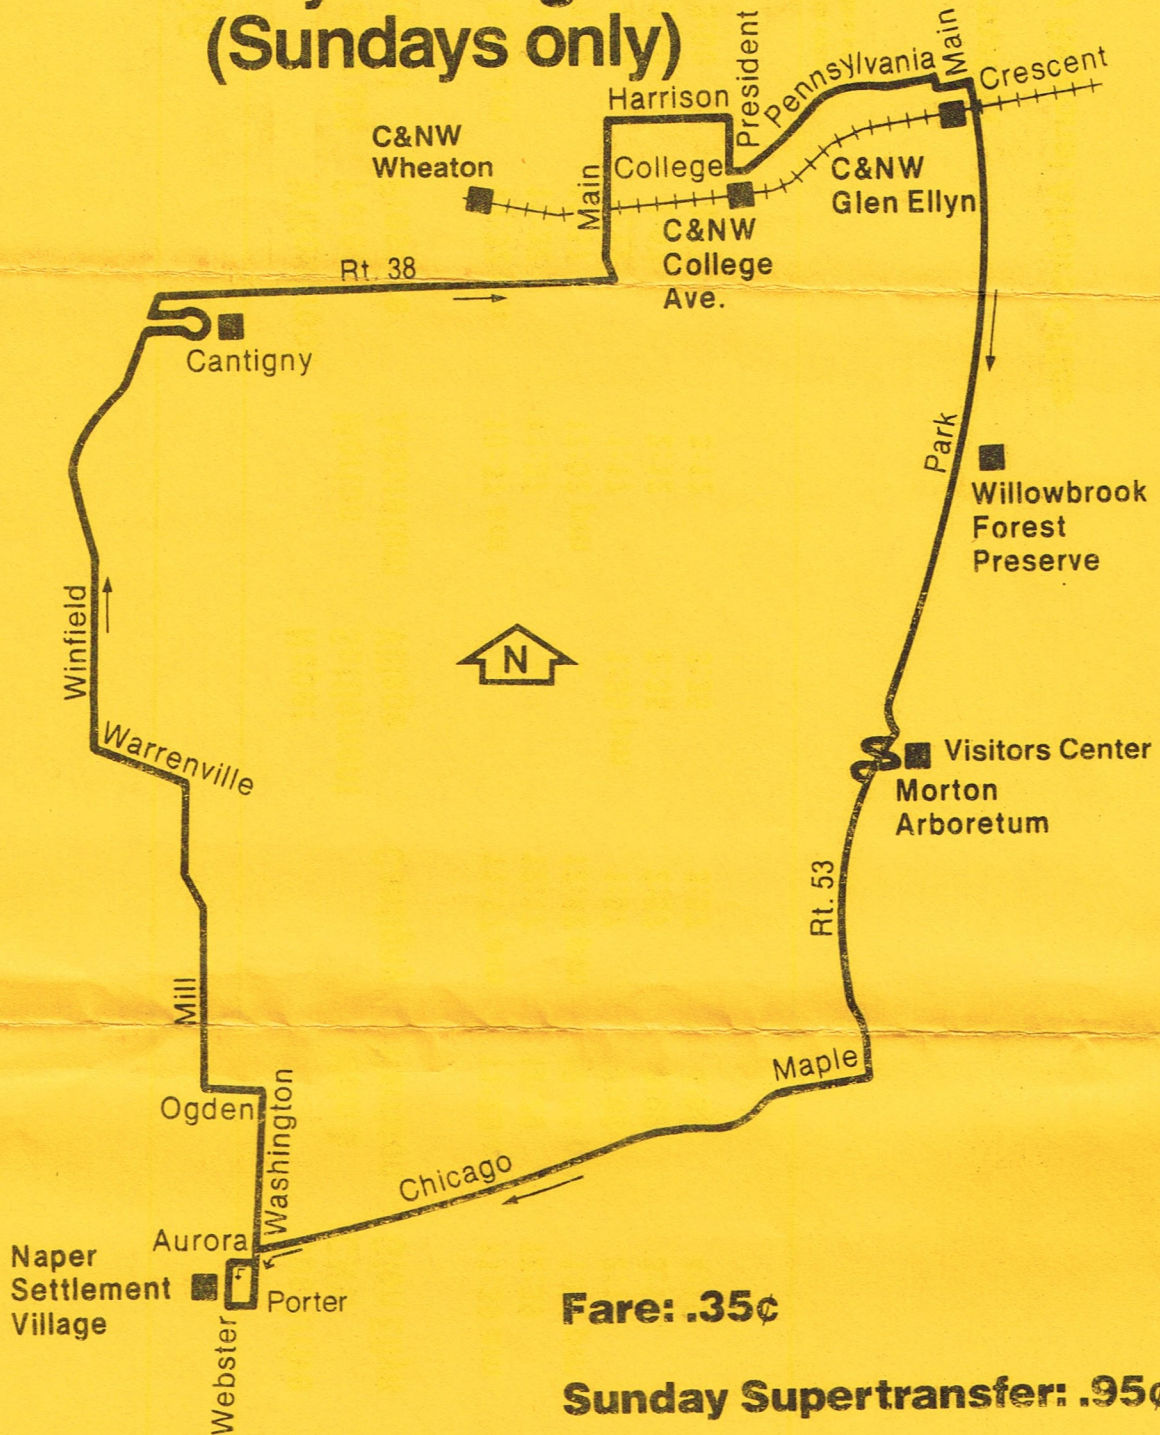 (Sundays only)
President
Main
Crescent
Pennsylvania
Harrison
C&NW
Wheaton
College
Main
C&NW
Glen Ellyn
C&NW
College
Ave.
Rt. 38
Cantigny
Park
Willowbrook
Forest
Preserve
Winfield
N
Warrenville
Visitors Center
Morton
Arboretum
Rt. 53
Mill
Maple
Ogden
Washington
Chicago
Aurora
Naper
Settlement
Village
Porter
Webster
Fare: .35¢
Sunday Supertransfer: .95¢